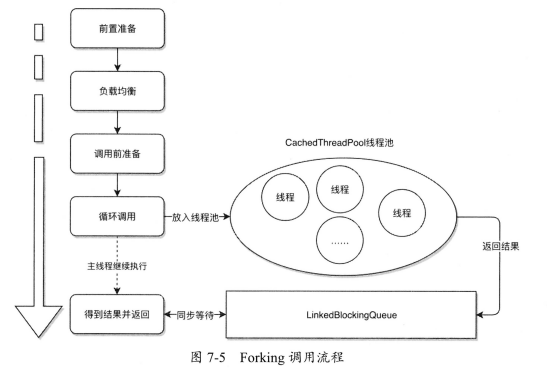 前置准备
负载均衡
CachedThreadPool线程池
调用前准备
线程
线程
线程
循环调用
放入线程池
……
返回结果
主线程继续执行
得到结果并返回
同步等待
LinkedBlockingQueue
图 7-5 Forking 调用流程